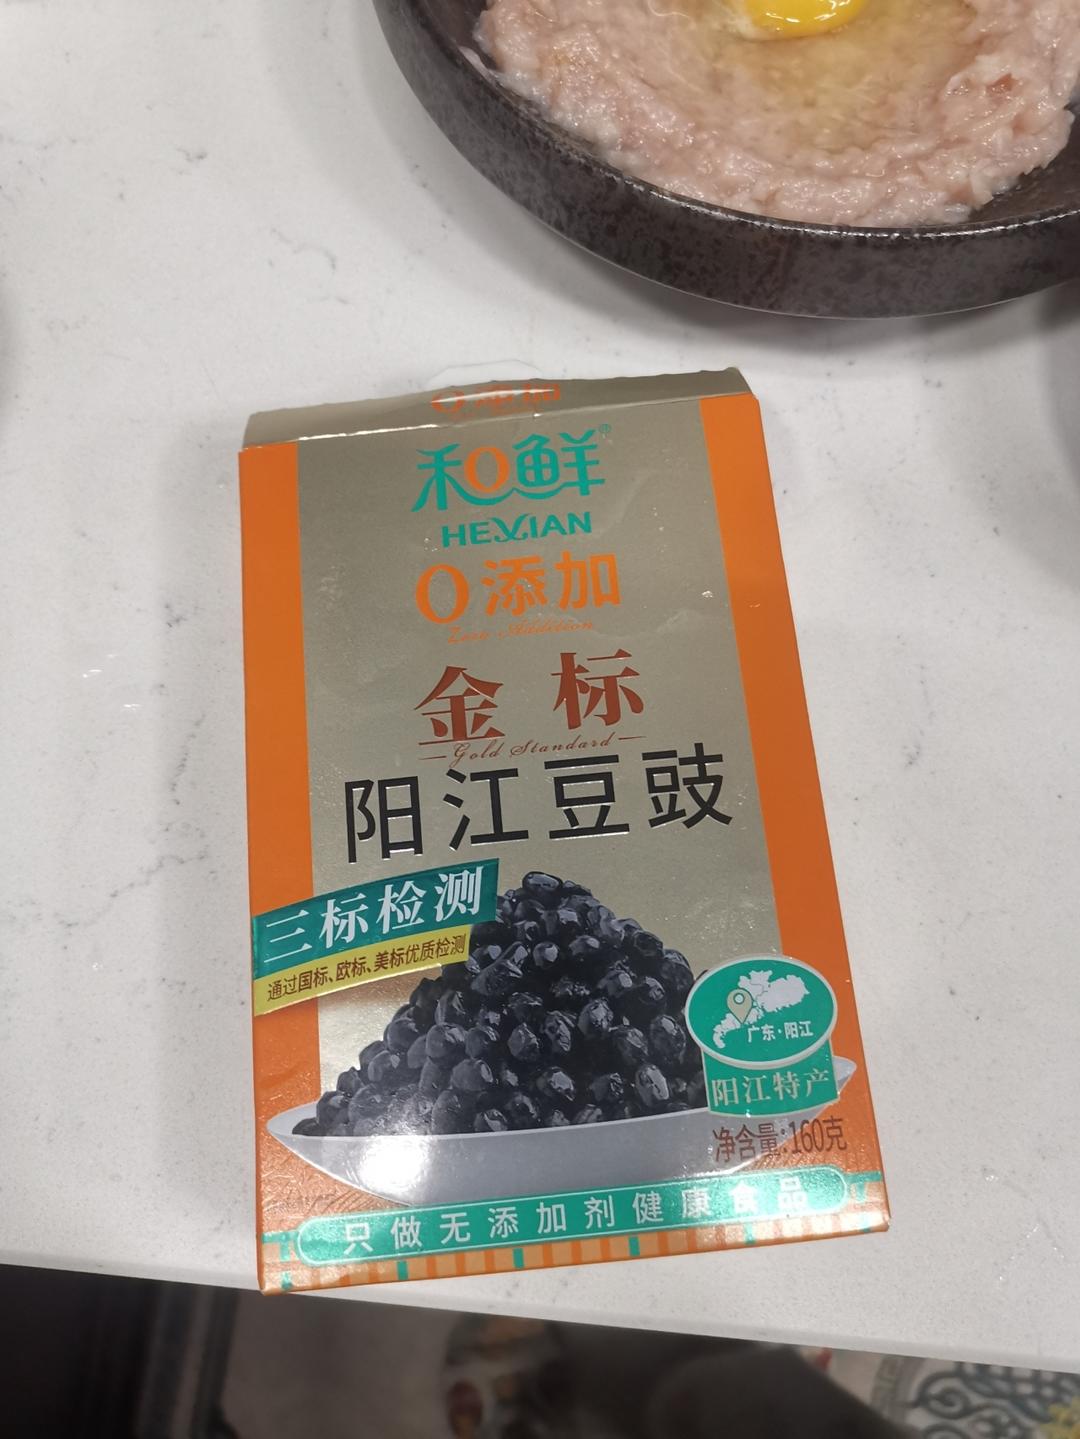 0添加
和鲜®
HEXIAN
0添加
Zero Addition
金标
Gold Standard
阳江豆豉
三标检测
通过国标、欧标、美标优质检测
广东·阳江
阳江特产
净含量:160克
只做无添加剂健康食品